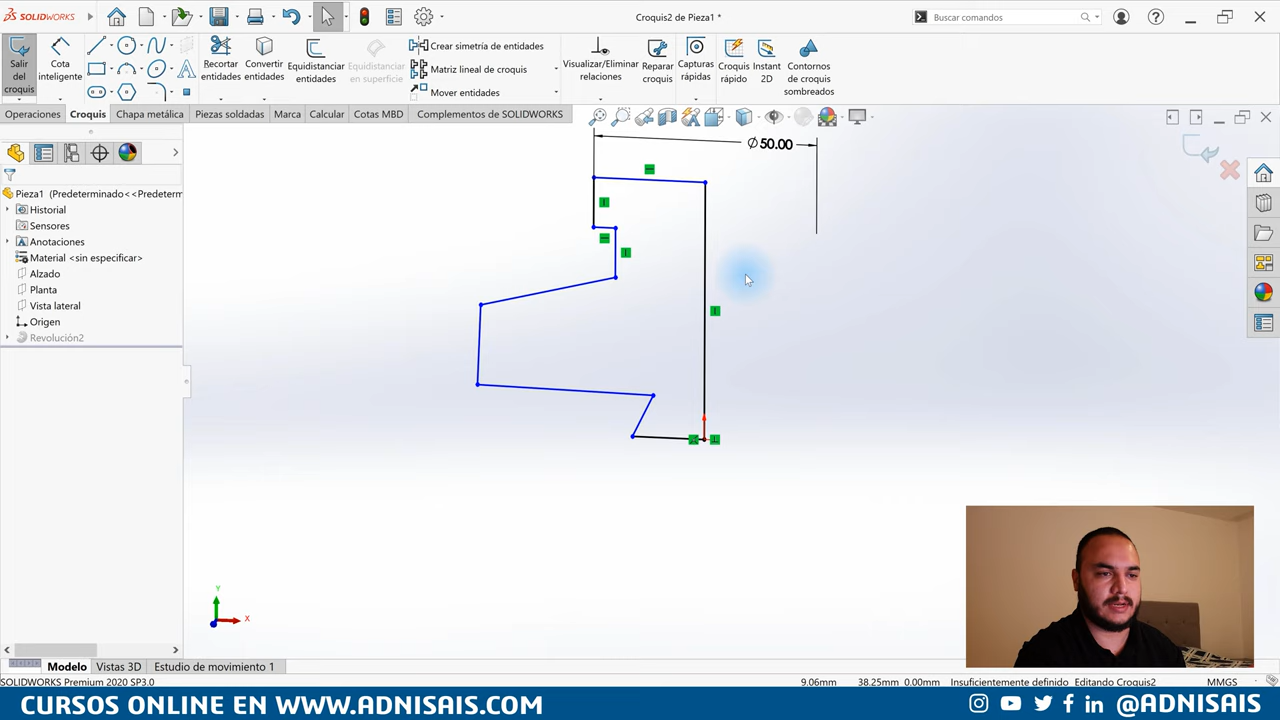 SOLIDWORKS
Croquis2 de Pieza1 *
Buscar comandos
Salir del croquis
Cota inteligente
Recortar entidades
Convertir entidades
Equidistanciar entidades
Equidistanciar en superficie
Crear simetría de entidades
Matriz lineal de croquis
Mover entidades
Visualizar/Eliminar relaciones
Reparar croquis
Capturas rápidas
Croquis rápido
Instant 2D
Contornos de croquis sombreados
Operaciones
Croquis
Chapa metálica
Piezas soldadas
Marca
Calcular
Cotas MBD
Complementos de SOLIDWORKS
Pieza1 (Predeterminado<<Predeterm
Historial
Sensores
Anotaciones
Material <sin especificar>
Alzado
Planta
Vista lateral
Origen
Revolución2
Ø50.00
Y
X
Modelo
Vistas 3D
Estudio de movimiento 1
SOLIDWORKS Premium 2020 SP3.0
9.06mm
38.25mm
0.00mm
Insuficientemente definido
Editando Croquis2
MMGS
CURSOS ONLINE EN WWW.ADNISAIS.COM
@ADNISAIS